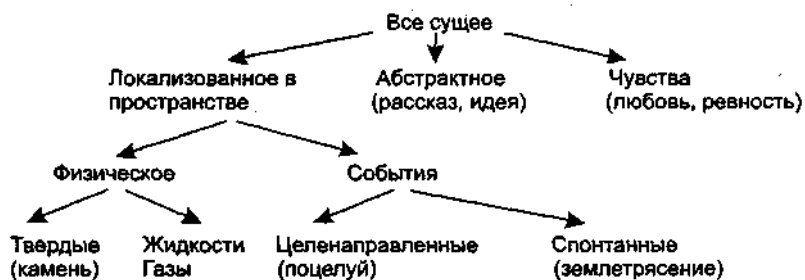 Все сущее
Локализованное в
пространстве
Абстрактное
(рассказ, идея)
Чувства
(любовь, ревность)
Физическое
События
Твердые
(камень)
Жидкости
Газы
Целенаправленные
(поцелуй)
Спонтанные
(землетрясение)